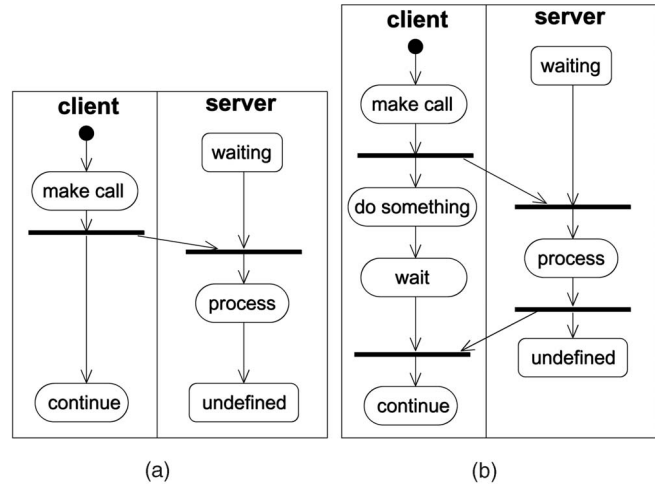 client
server
waiting
make call
process
continue
undefined
(a)
client
server
waiting
make call
do something
process
wait
undefined
continue
(b)